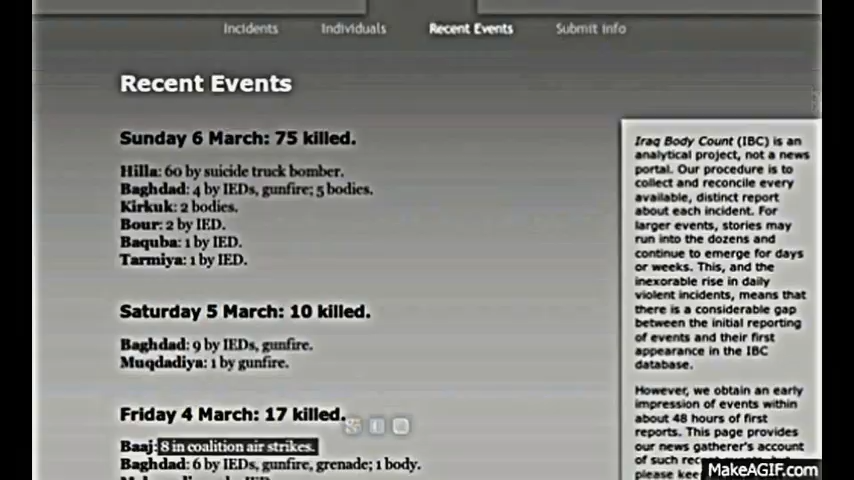 Incidents Individuals Recent Events Submit info
Recent Events
Sunday 6 March: 75 killed.
Hilla: 60 by suicide truck bomber.
Baghdad: 4 by IEDs, gunfire; 5 bodies.
Kirkuk: 2 bodies.
Bour: 2 by IED.
Baquba: 1 by IED.
Tarmiya: 1 by IED.
Saturday 5 March: 10 killed.
Baghdad: 9 by IEDs, gunfire.
Muqdadiya: 1 by gunfire.
Friday 4 March: 17 killed.
Baaj: 8 in coalition air strikes.
Baghdad: 6 by IEDs, gunfire, grenade; 1 body.
Iraq Body Count (IBC) is an
analytical project, not a news
portal. Our procedure is to
collect and reconcile every
available, distinct report
about each incident. For
larger events, stories may
run into the dozens and
continue to emerge for days
or weeks. This, and the
inexorable rise in daily
violent incidents, means that
there is a considerable gap
between the initial reporting
of events and their first
appearance in the IBC
database.
However, we obtain an early
impression of events within
about 48 hours of first
reports. This page provides
our news gatherer's account
of such recent
please
MakeAGIF.com